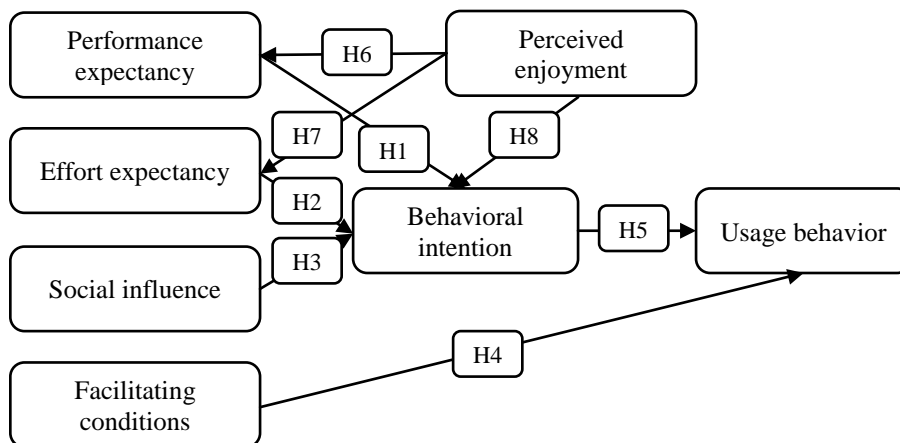 Performance
expectancy
H6
Perceived
enjoyment
H7
H1
H8
Effort expectancy
H2
Behavioral
intention
H5
Usage behavior
H3
Social influence
H4
Facilitating
conditions